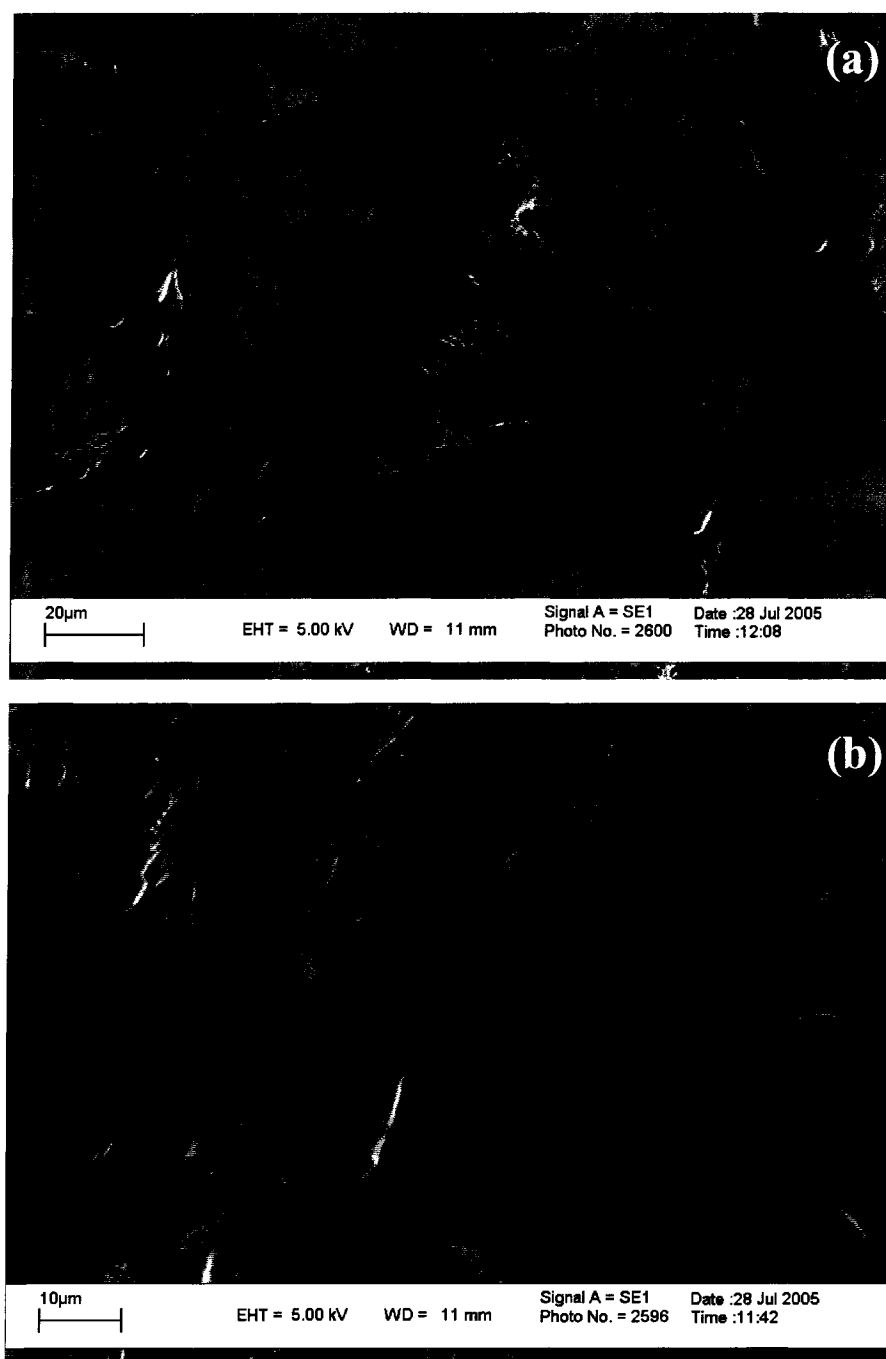 (a)
20µm
EHT = 5.00 kV WD = 11 mm Signal A = SE1 Date :28 Jul 2005
Photo No. = 2600 Time :12:08
(b)
10µm
EHT = 5.00 kV WD = 11 mm Signal A = SE1 Date :28 Jul 2005
Photo No. = 2596 Time :11:42